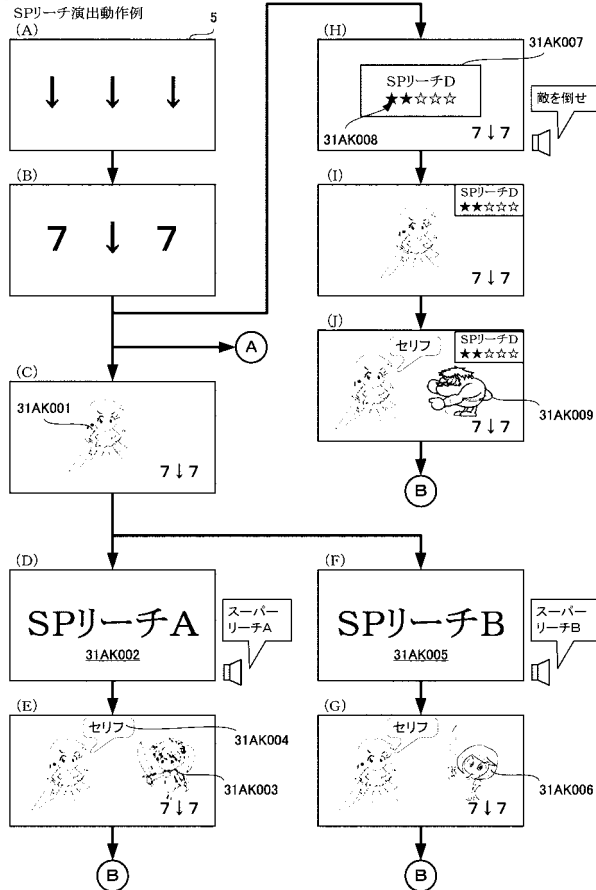 SPリーチ演出動作例
(A)
5
↓ ↓ ↓
(B)
7 ↓ 7
A
(C)
31AK001
7↓7
(D)
SPリーチA
31AK002
スーパー
リーチA
(E)
セリフ
31AK004
31AK003
7↓7
B
(F)
SPリーチB
31AK005
スーパー
リーチB
(G)
セリフ
31AK006
7↓7
B
(H)
31AK007
SPリーチD
★★☆☆☆
31AK008
7↓7
敵を倒せ
(I)
SPリーチD
★★☆☆☆
7↓7
(J)
セリフ
SPリーチD
★★☆☆☆
7↓7
31AK009
B